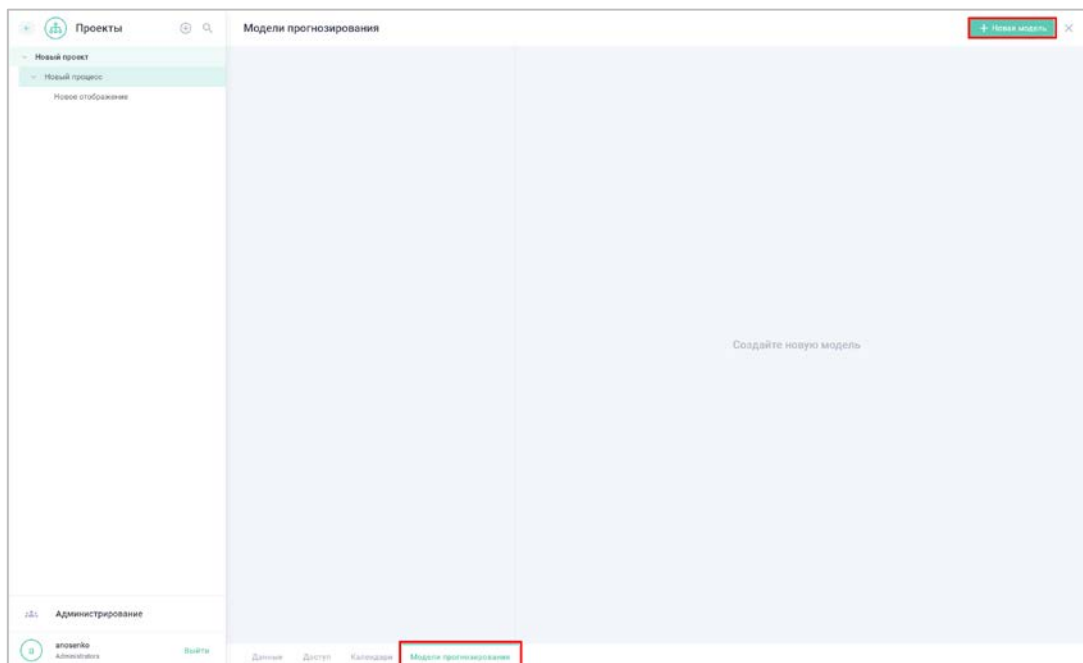 Проекты
Модели прогнозирования
+ Новая модель
Новый проект
Новый процесс
Новое отображение
Создайте новую модель
Администрирование
a
anosenko
Administrators
Выйти
Данные
Доступ
Календари
Модели прогнозирования